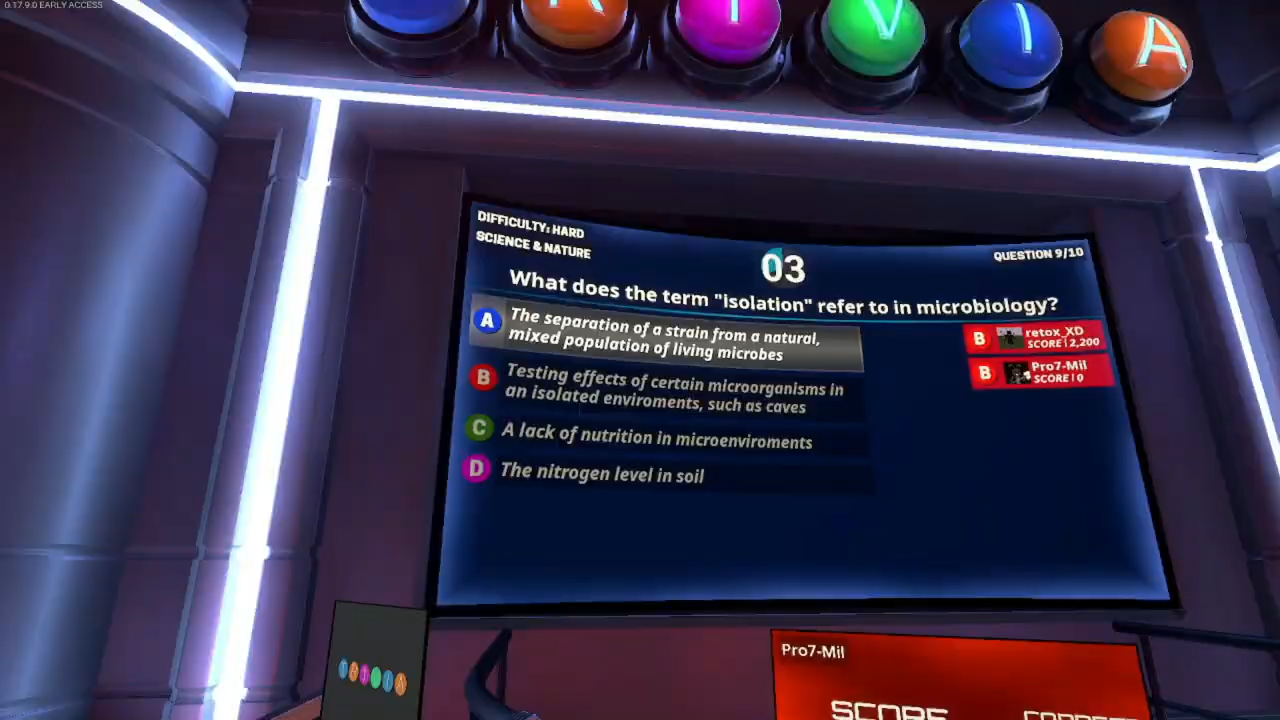 0.17.9.0 EARLY ACCESS
R I V I A
DIFFICULTY: HARD
SCIENCE & NATURE
03
QUESTION 9/10
What does the term "isolation" refer to in microbiology?
A The separation of a strain from a natural,
mixed population of living microbes
B Testing effects of certain microorganisms in
an isolated enviroments, such as caves
C A lack of nutrition in microenviroments
D The nitrogen level in soil
B retox_XD
SCORE | 2,200
B Pro7-Mil
SCORE | 0
TRIVIA
Pro7-Mil
SCORE